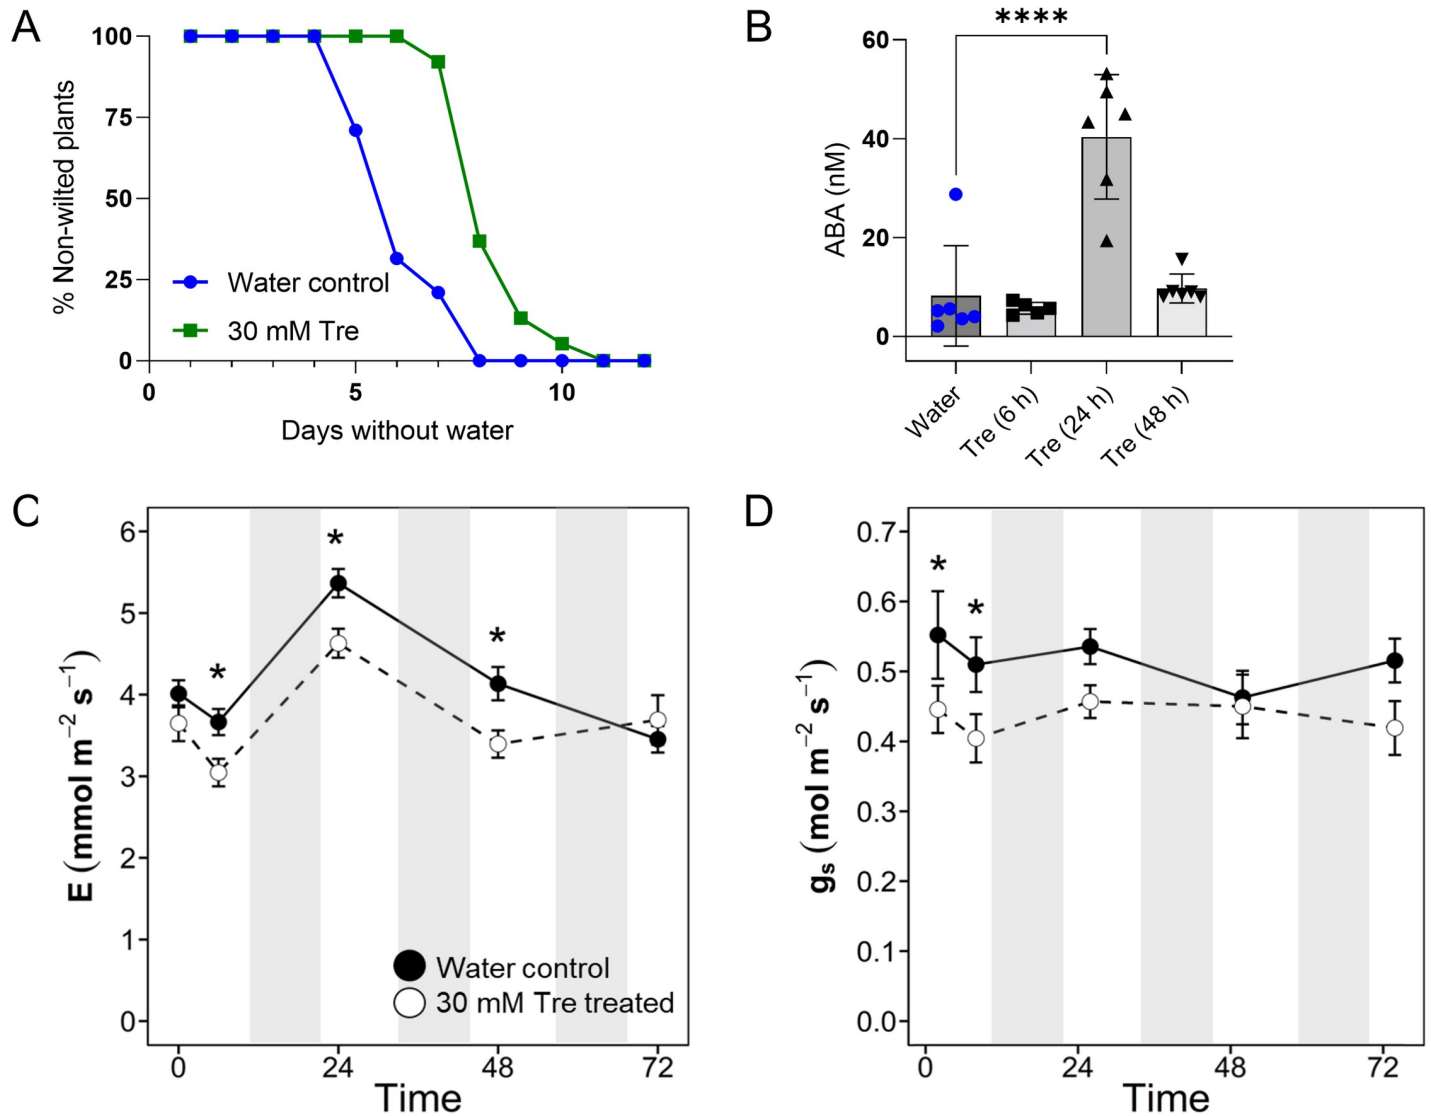 A
% Non-wilted plants
100
75
50
25
0
Water control
30 mM Tre
0
5
10
Days without water
B
****
ABA (nM)
60
40
20
0
Water
Tre (6 h)
Tre (24 h)
Tre (48 h)
C
E (mmol m−2 s−1)
6
5
4
3
2
1
0
*
*
*
Water control
30 mM Tre treated
0
24
48
72
Time
D
gs (mol m−2 s−1)
0.7
0.6
0.5
0.4
0.3
0.2
0.1
0.0
*
*
0
24
48
72
Time